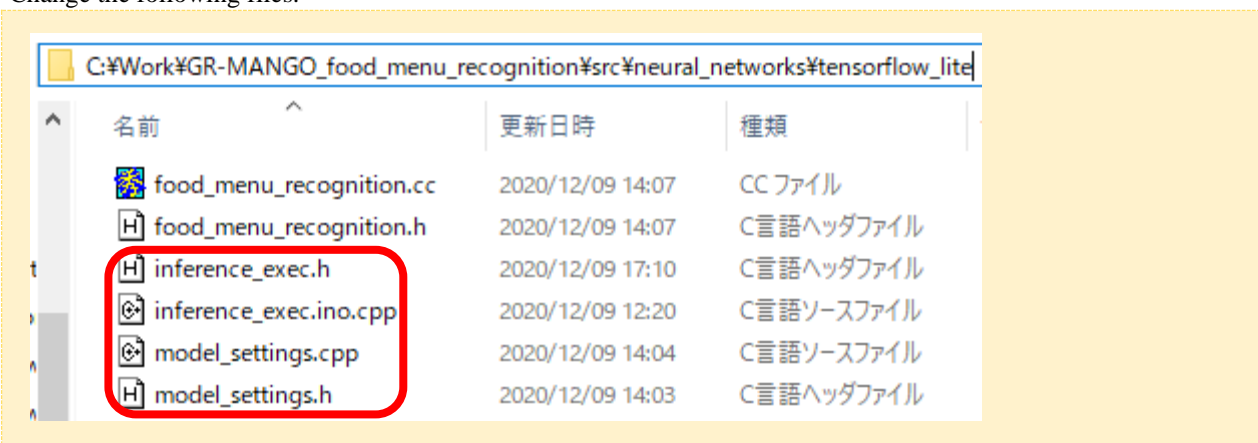 C:¥Work¥GR-MANGO_food_menu_recognition¥src¥neural_networks¥tensorflow_lite
名前 更新日時 種類
food_menu_recognition.cc 2020/12/09 14:07 CC ファイル
food_menu_recognition.h 2020/12/09 14:07 C言語ヘッダファイル
inference_exec.h 2020/12/09 17:10 C言語ヘッダファイル
inference_exec.ino.cpp 2020/12/09 12:20 C言語ソースファイル
model_settings.cpp 2020/12/09 14:04 C言語ソースファイル
model_settings.h 2020/12/09 14:03 C言語ヘッダファイル